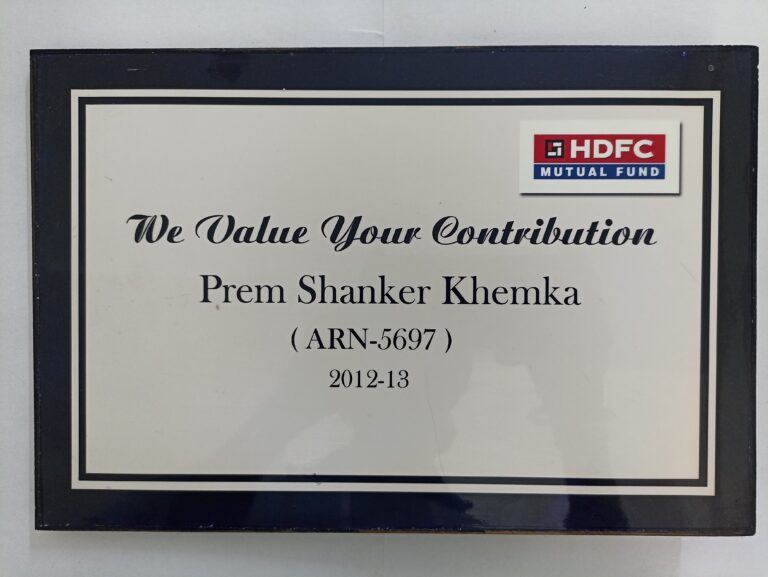 HDFC
MUTUAL FUND
We Value Your Contribution
Prem Shanker Khemka
( ARN-5697 )
2012-13